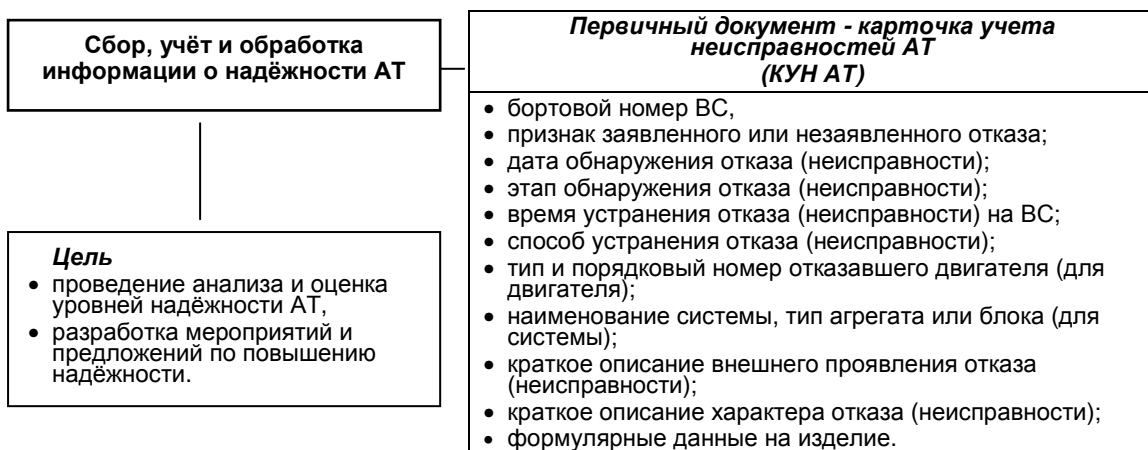 Сбор, учёт и обработка
информации о надёжности АТ
Первичный документ - карточка учета
неисправностей АТ
(КУН АТ)
• бортовой номер ВС,
• признак заявленного или незаявленного отказа;
• дата обнаружения отказа (неисправности);
• этап обнаружения отказа (неисправности);
• время устранения отказа (неисправности) на ВС;
• способ устранения отказа (неисправности);
• тип и порядковый номер отказавшего двигателя (для
двигателя);
• наименование системы, тип агрегата или блока (для
системы);
• краткое описание внешнего проявления отказа
(неисправности);
• краткое описание характера отказа (неисправности);
• формулярные данные на изделие.
Цель
• проведение анализа и оценка
уровней надёжности АТ,
• разработка мероприятий и
предложений по повышению
надёжности.